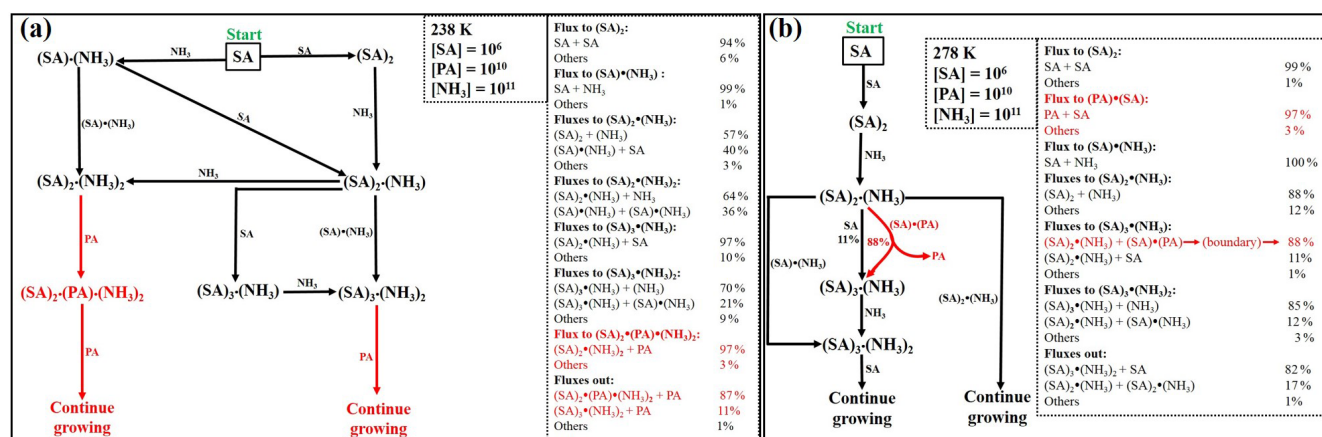 (a)
Start
238 K
[SA] = 10⁶
[PA] = 10¹⁰
[NH₃] = 10¹¹
(SA)·(NH₃)
NH₃
SA
SA
(SA)₂
(SA)•(NH₃)
SA
NH₃
(SA)₂·(NH₃)₂
NH₃
(SA)₂·(NH₃)
PA
SA
(SA)•(NH₃)
(SA)₂·(PA)·(NH₃)₂
(SA)₃·(NH₃)
NH₃
(SA)₃·(NH₃)₂
PA
PA
Continue
growing
Continue
growing
Flux to (SA)₂:
SA + SA 94 %
Others 6 %
Flux to (SA)•(NH₃) :
SA + NH₃ 99 %
Others 1 %
Fluxes to (SA)₂•(NH₃):
(SA)₂ + (NH₃) 57 %
(SA)•(NH₃) + SA 40 %
Others 3 %
Fluxes to (SA)₂•(NH₃)₂:
(SA)₂•(NH₃) + NH₃ 64 %
(SA)•(NH₃) + (SA)•(NH₃) 36 %
Fluxes to (SA)₃•(NH₃):
(SA)₂•(NH₃) + SA 97 %
Others 10 %
Fluxes to (SA)₃•(NH₃)₂:
(SA)₃•(NH₃) + (NH₃) 70 %
(SA)₃•(NH₃) + (SA)•(NH₃) 21 %
Others 9 %
Flux to (SA)₂•(PA)•(NH₃)₂:
(SA)₂•(NH₃)₂ + PA 97 %
Others 3 %
Fluxes out:
(SA)₂•(PA)•(NH₃)₂ + PA 87 %
(SA)₃•(NH₃)₂ + PA 11 %
Others 1 %
(b)
Start
SA
278 K
[SA] = 10⁶
[PA] = 10¹⁰
[NH₃] = 10¹¹
SA
(SA)₂
NH₃
(SA)₂·(NH₃)
SA
11%
(SA)•(PA)
88%
PA
(SA)•(NH₃)
(SA)₂•(NH₃)
(SA)₃·(NH₃)
NH₃
(SA)₃·(NH₃)₂
SA
Continue
growing
Continue
growing
Flux to (SA)₂:
SA + SA 99 %
Others 1 %
Flux to (PA)•(SA):
PA + SA 97 %
Others 3 %
Flux to (SA)•(NH₃):
SA + NH₃ 100 %
Fluxes to (SA)₂•(NH₃):
(SA)₂ + (NH₃) 88 %
Others 12 %
Fluxes to (SA)₃•(NH₃):
(SA)₂•(NH₃) + (SA)•(PA) → (boundary) → 88 %
(SA)₂•(NH₃) + SA 11 %
Others 1 %
Fluxes to (SA)₃•(NH₃)₂:
(SA)₃•(NH₃) + (NH₃) 85 %
(SA)₂•(NH₃) + (SA)•(NH₃) 12 %
Others 3 %
Fluxes out:
(SA)₃•(NH₃)₂ + SA 82 %
(SA)₂•(NH₃) + (SA)₂•(NH₃) 17 %
Others 1 %